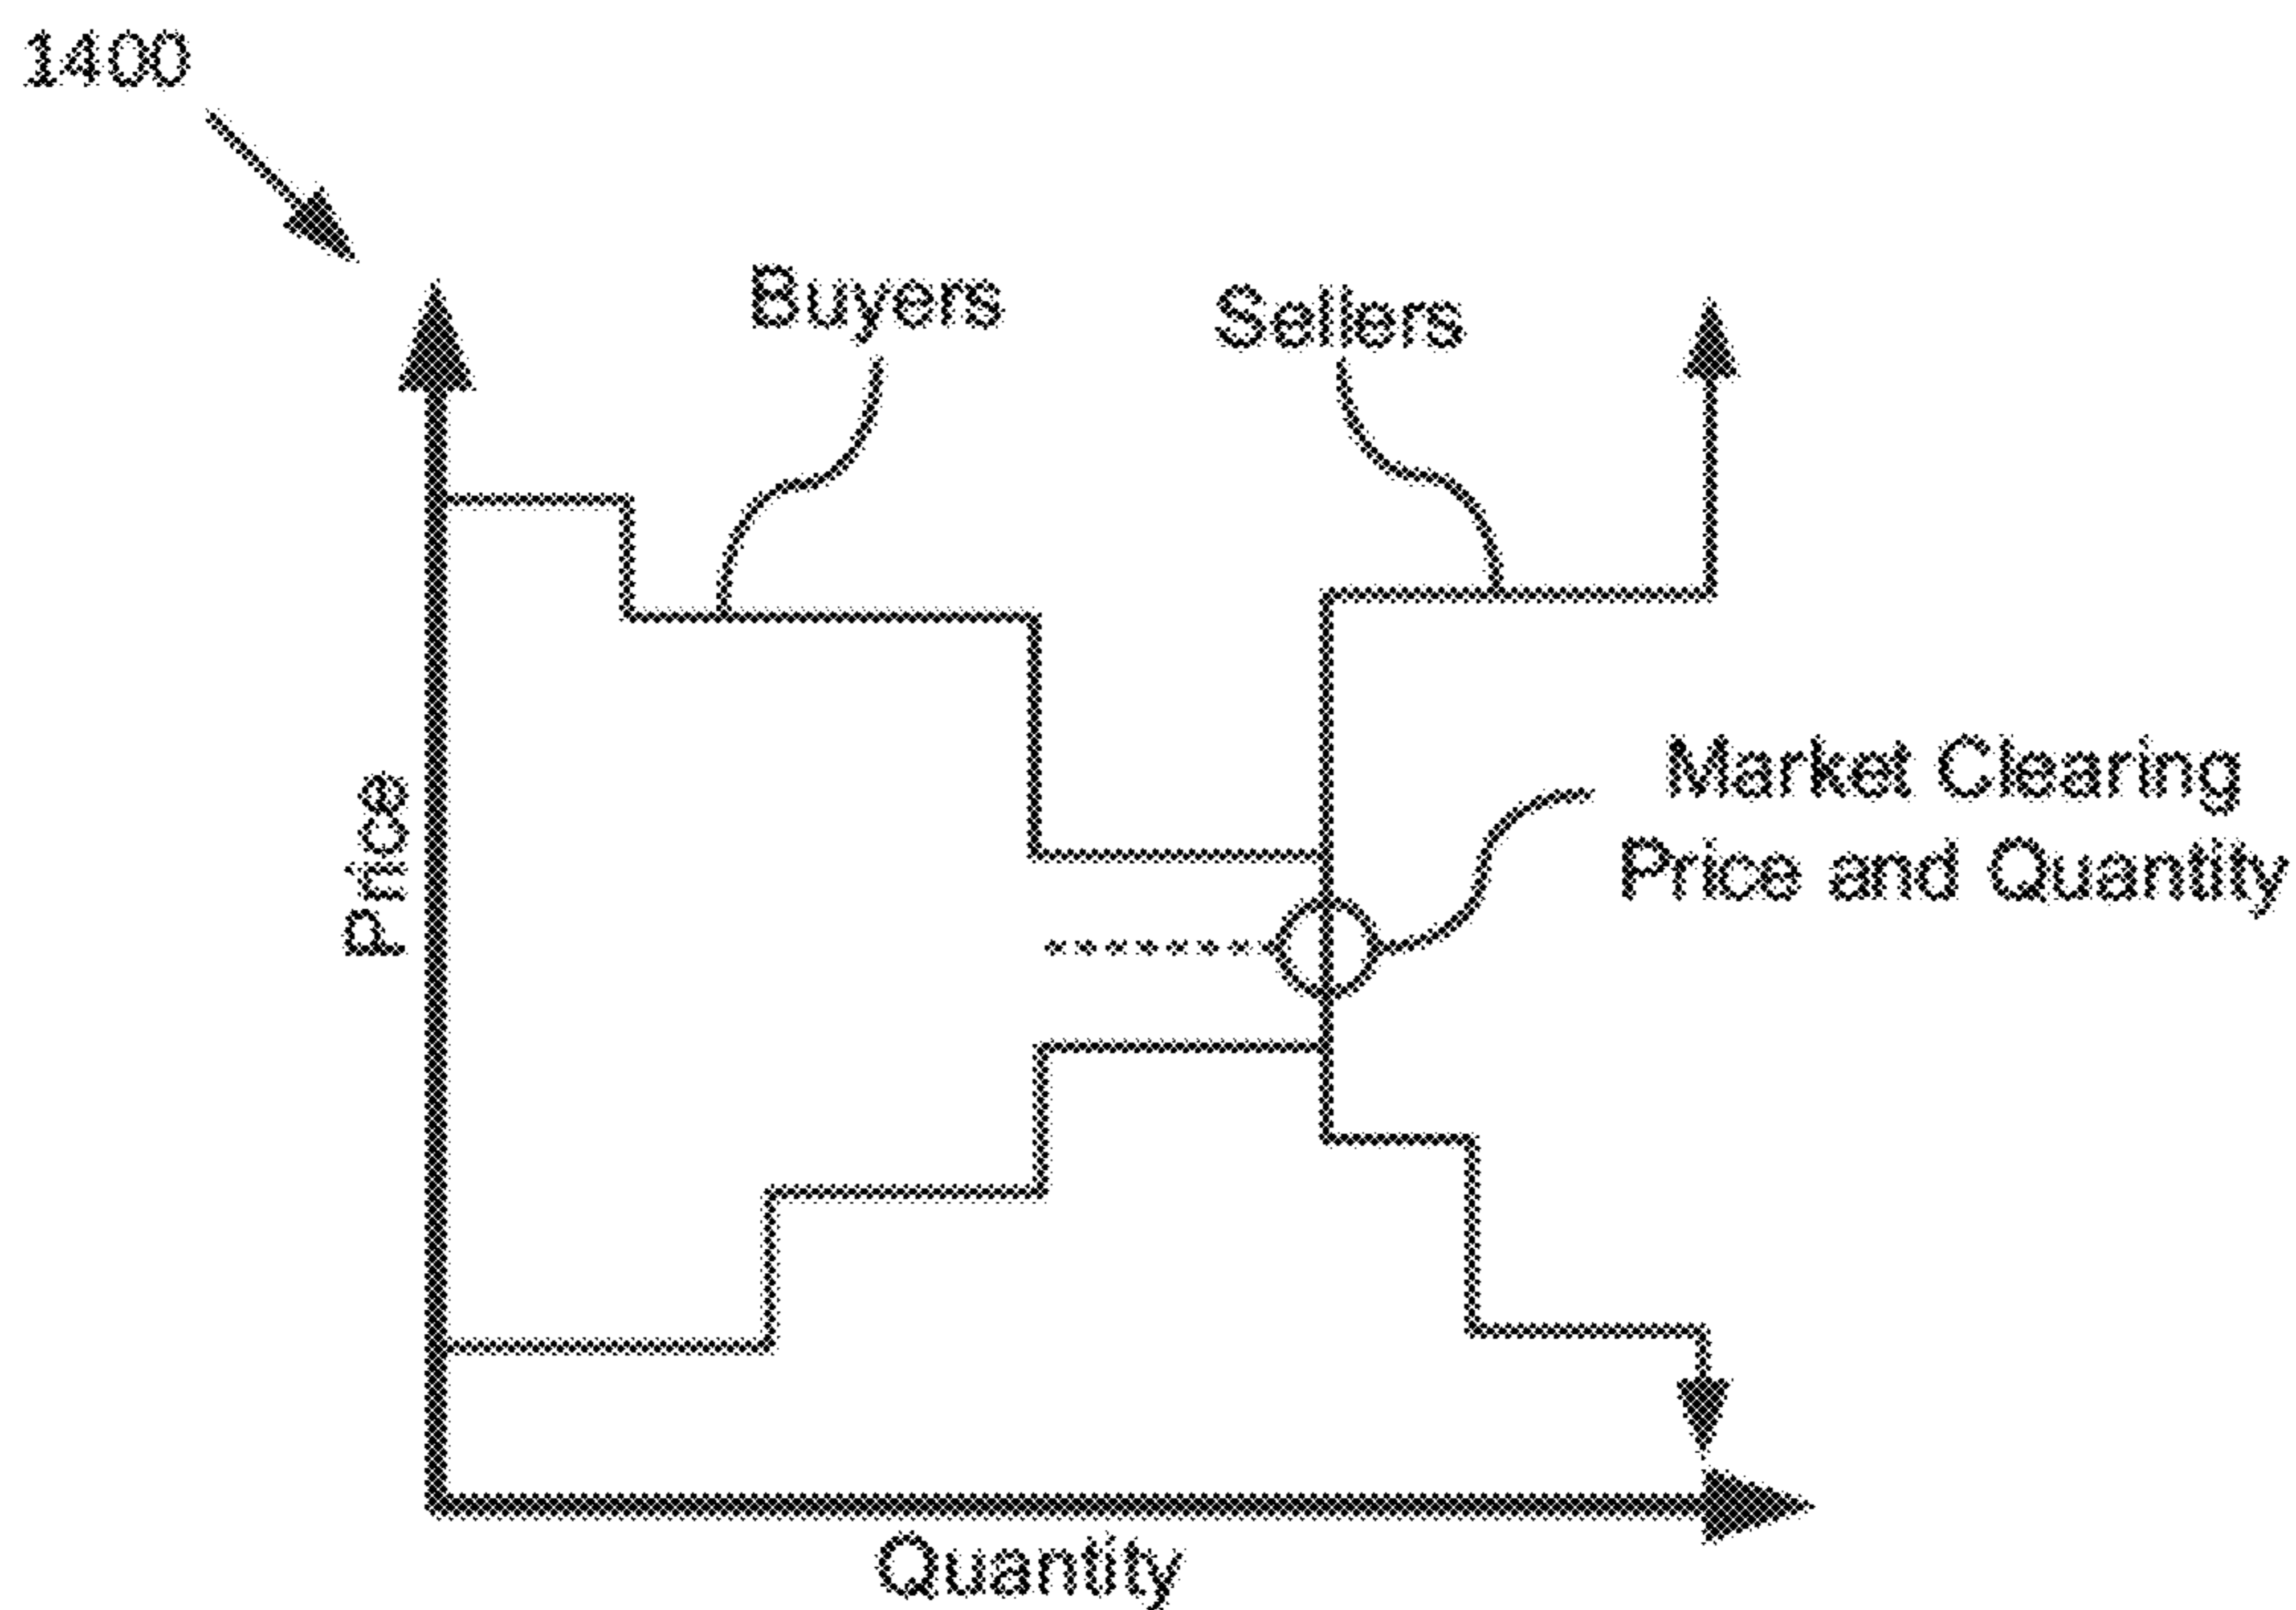 1400
Buyers
Sellers
Price
Market Clearing
Price and Quantity
Quantity